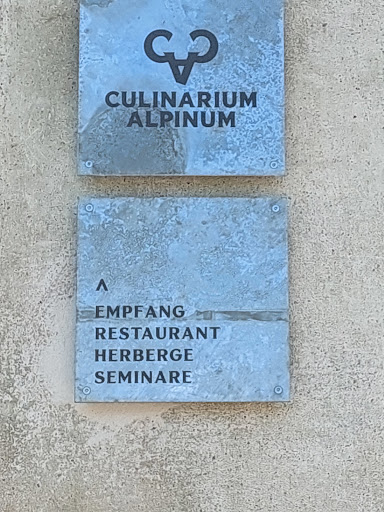 CULINARIUM
ALPINUM
^
EMPFANG
RESTAURANT
HERBERGE
SEMINARE